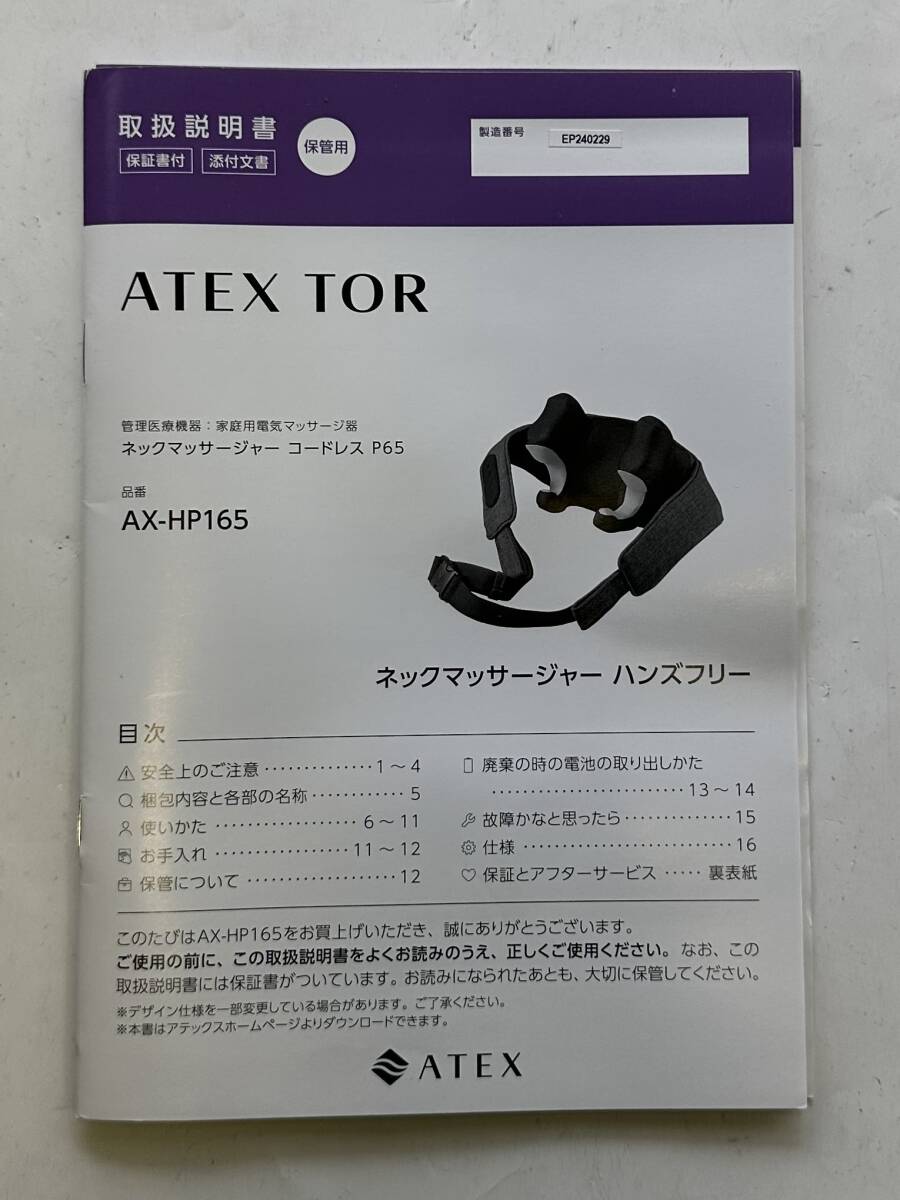 取扱説明書
保証書付 添付文書
保管用
製造番号 EP240229
ATEX TOR
管理医療機器：家庭用電気マッサージ器
ネックマッサージャー コードレス P65
品番
AX-HP165
ネックマッサージャー ハンズフリー
目次
安全上のご注意 ·············· 1～4
梱包内容と各部の名称 ············ 5
使いかた ·················· 6～11
お手入れ ················· 11～12
保管について ··················· 12
廃棄の時の電池の取り出しかた
························· 13～14
故障かなと思ったら ·············· 15
仕様 ··························· 16
保証とアフターサービス ····· 裏表紙
このたびはAX-HP165をお買上げいただき、誠にありがとうございます。
ご使用の前に、この取扱説明書をよくお読みのうえ、正しくご使用ください。なお、この
取扱説明書には保証書がついています。お読みになられたあとも、大切に保管してください。
※デザイン仕様を一部変更している場合があります。ご了承ください。
※本書はアテックスホームページよりダウンロードできます。
ATEX